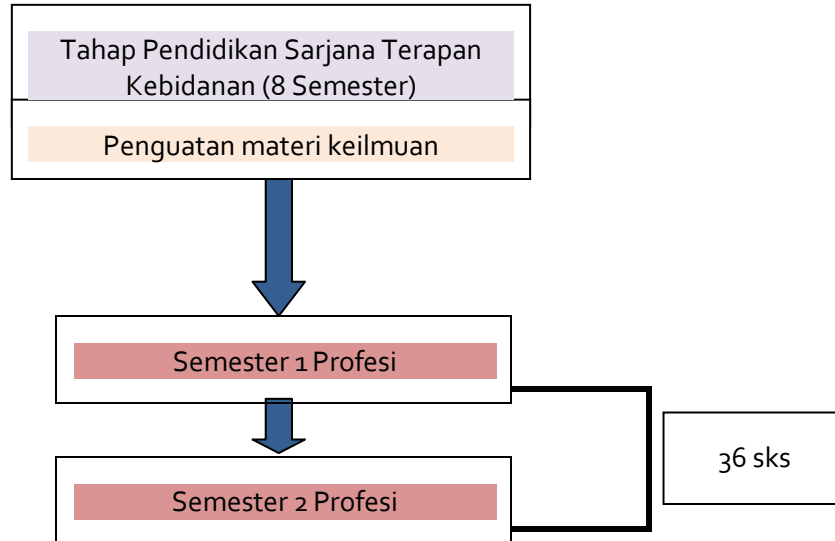 Tahap Pendidikan Sarjana Terapan
Kebidanan (8 Semester)
Penguatan materi keilmuan
Semester 1 Profesi
36 sks
Semester 2 Profesi